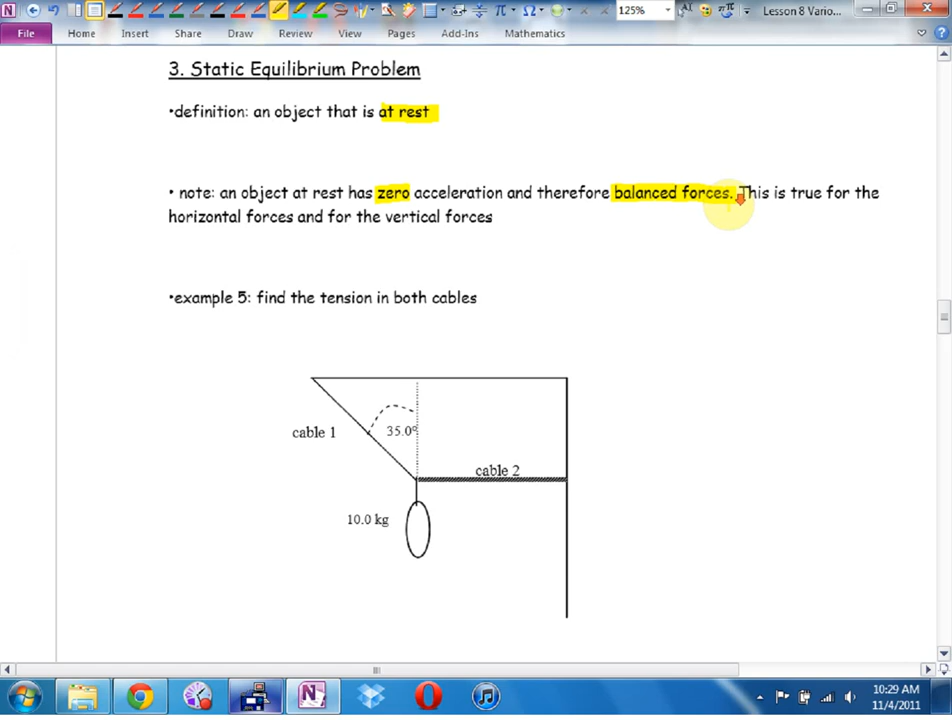 125%
Lesson 8 Vario...
File Home Insert Share Draw Review View Pages Add-Ins Mathematics
3. Static Equilibrium Problem
•definition: an object that is at rest
• note: an object at rest has zero acceleration and therefore balanced forces. This is true for the
horizontal forces and for the vertical forces
•example 5: find the tension in both cables
35.0°
cable 1
cable 2
10.0 kg
10:29 AM
11/4/2011